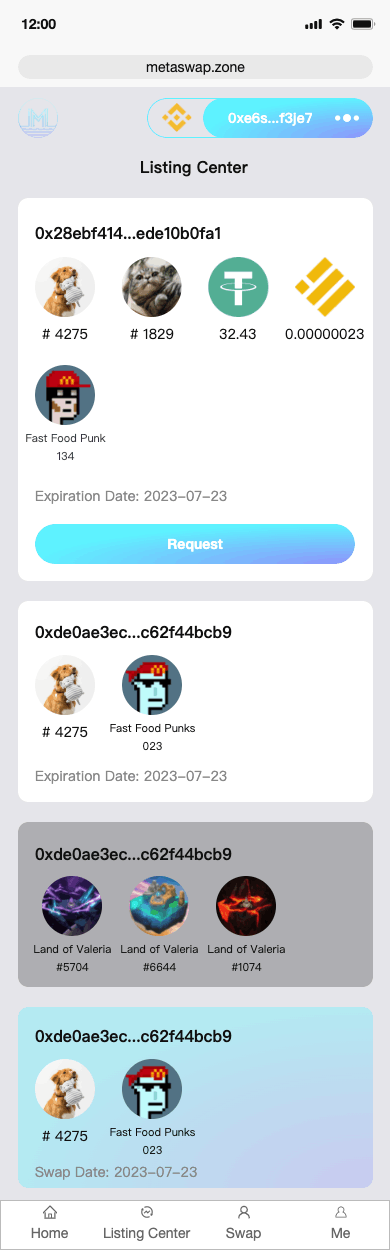 12:00
metaswap.zone
0xe6s...f3je7
Listing Center
0x28ebf414...ede10b0fa1
# 4275
# 1829
32.43
0.00000023
Fast Food Punk
134
Expiration Date: 2023-07-23
Request
0xde0ae3ec...c62f44bcb9
# 4275
Fast Food Punks
023
Expiration Date: 2023-07-23
0xde0ae3ec...c62f44bcb9
Land of Valeria
#5704
Land of Valeria
#6644
Land of Valeria
#1074
0xde0ae3ec...c62f44bcb9
# 4275
Fast Food Punks
023
Swap Date: 2023-07-23
Home
Listing Center
Swap
Me